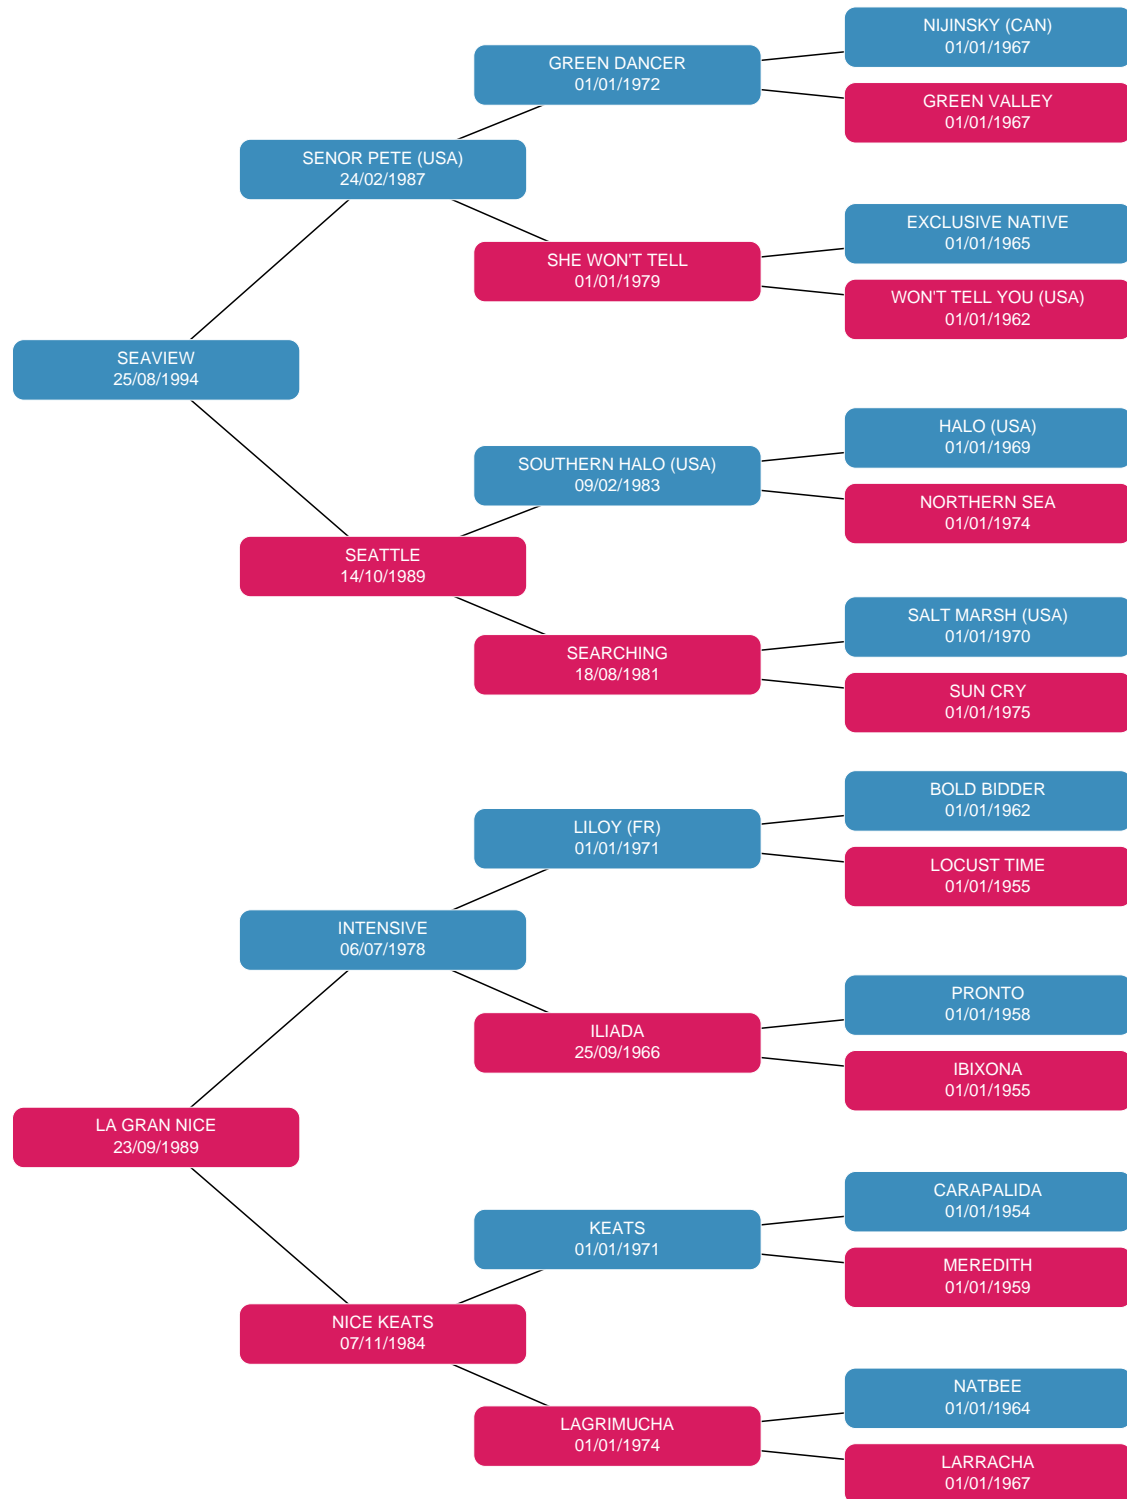 NIJINSKY (CAN)
01/01/1967
GREEN DANCER
01/01/1972
GREEN VALLEY
01/01/1967
SENOR PETE (USA)
24/02/1987
EXCLUSIVE NATIVE
01/01/1965
SHE WON'T TELL
01/01/1979
WON'T TELL YOU (USA)
01/01/1962
SEAVIEW
25/08/1994
HALO (USA)
01/01/1969
SOUTHERN HALO (USA)
09/02/1983
NORTHERN SEA
01/01/1974
SEATTLE
14/10/1989
SALT MARSH (USA)
01/01/1970
SEARCHING
18/08/1981
SUN CRY
01/01/1975
BOLD BIDDER
01/01/1962
LILOY (FR)
01/01/1971
LOCUST TIME
01/01/1955
INTENSIVE
06/07/1978
PRONTO
01/01/1958
ILIADA
25/09/1966
IBIXONA
01/01/1955
LA GRAN NICE
23/09/1989
CARAPALIDA
01/01/1954
KEATS
01/01/1971
MEREDITH
01/01/1959
NICE KEATS
07/11/1984
NATBEE
01/01/1964
LAGRIMUCHA
01/01/1974
LARRACHA
01/01/1967